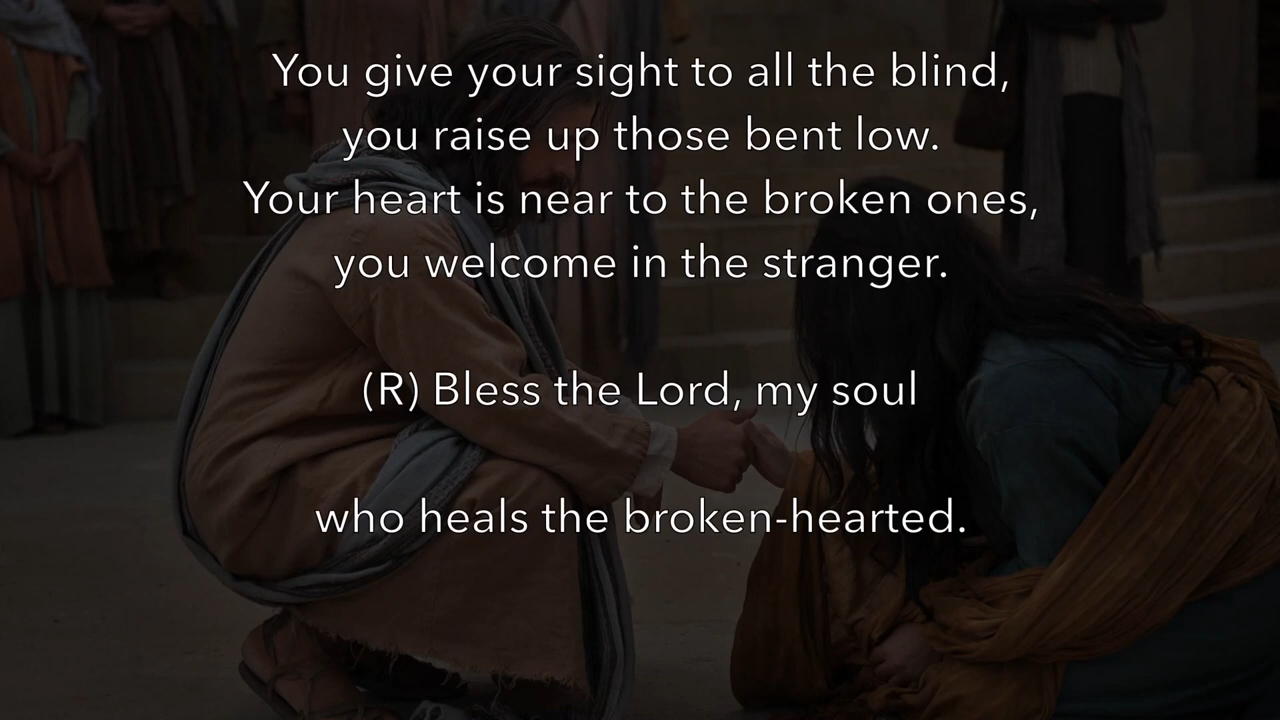 You give your sight to all the blind,
you raise up those bent low.
Your heart is near to the broken ones,
you welcome in the stranger.
(R) Bless the Lord, my soul
who heals the broken-hearted.